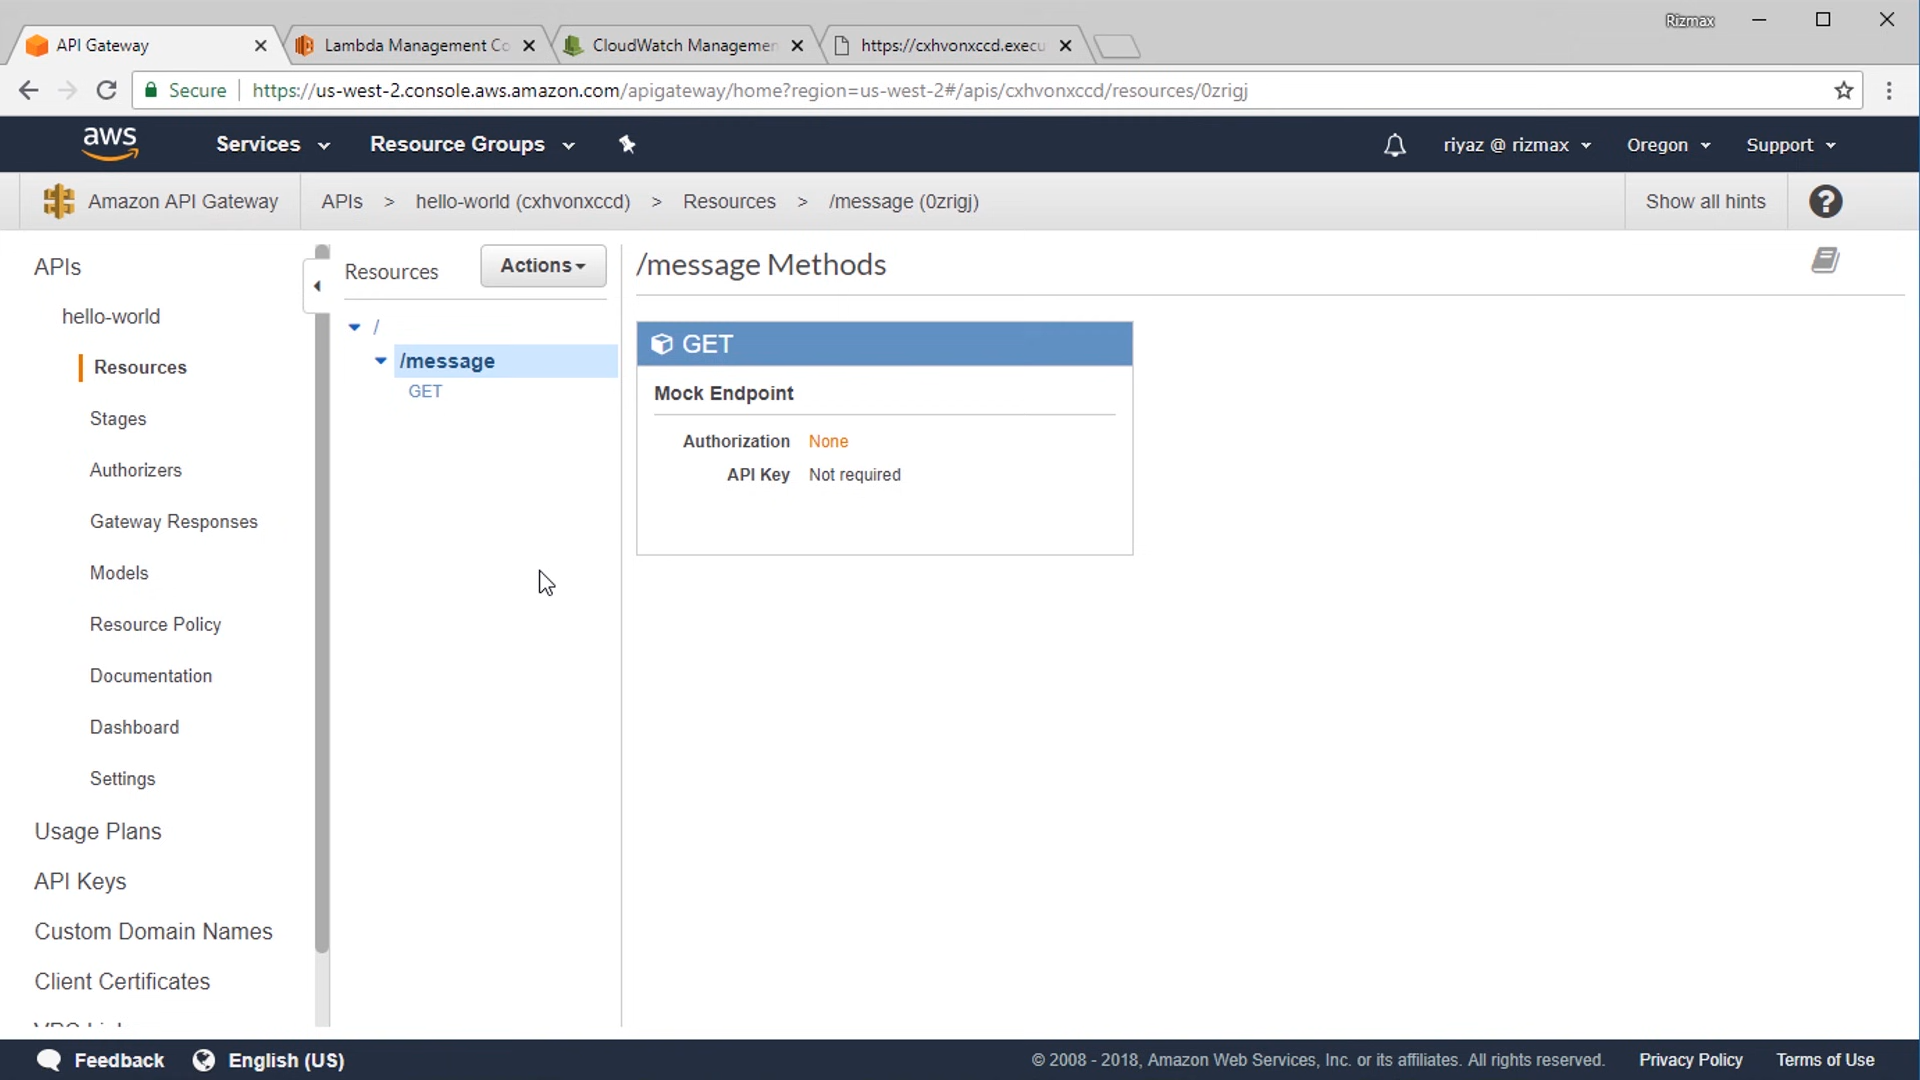 Rizmax
API Gateway
Lambda Management Co
CloudWatch Managemen
https://cxhvonxccd.execu
Secure
https://us-west-2.console.aws.amazon.com/apigateway/home?region=us-west-2#/apis/cxhvonxccd/resources/0zrigj
aws
Services
Resource Groups
riyaz @ rizmax
Oregon
Support
Amazon API Gateway
APIs > hello-world (cxhvonxccd) > Resources > /message (0zrigj)
Show all hints
?
APIs
hello-world
Resources
Stages
Authorizers
Gateway Responses
Models
Resource Policy
Documentation
Dashboard
Settings
Usage Plans
API Keys
Custom Domain Names
Client Certificates
Resources
Actions
/
/message
GET
/message Methods
GET
Mock Endpoint
Authorization None
API Key Not required
Feedback
English (US)
© 2008 - 2018, Amazon Web Services, Inc. or its affiliates. All rights reserved.
Privacy Policy
Terms of Use